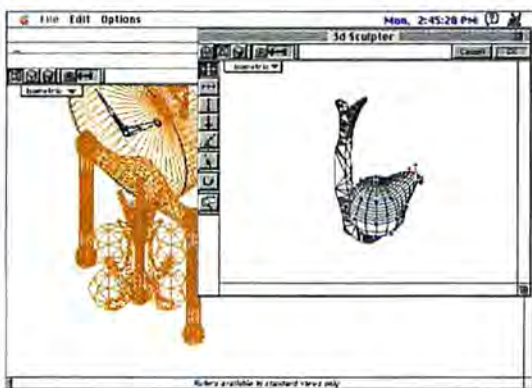 File Edit Options
Mon, 2:45:28 PM
3d Sculpter
Cancel OK
Isometric
Isometric
Rulers available in standard views only